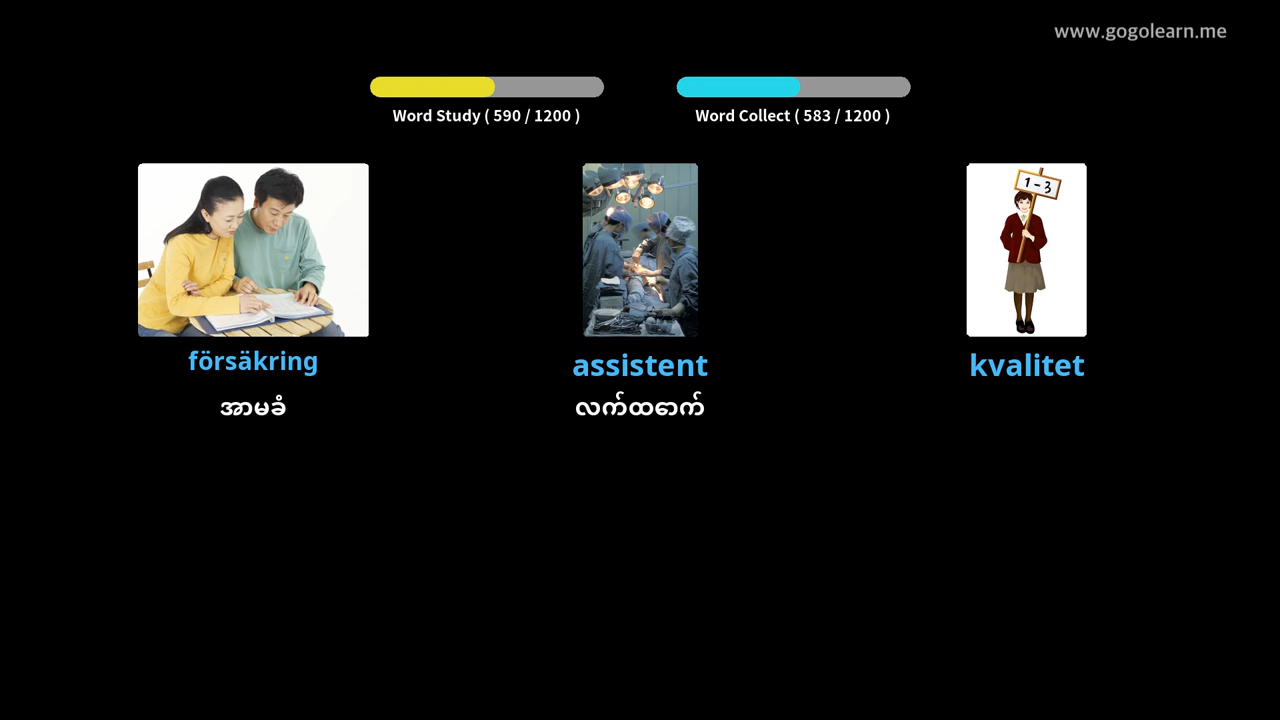 www.gogolearn.me
Word Study ( 590 / 1200 )
Word Collect ( 583 / 1200 )
1 - 3
försäkring
assistent
kvalitet
အာမခံ
လက်ထောက်